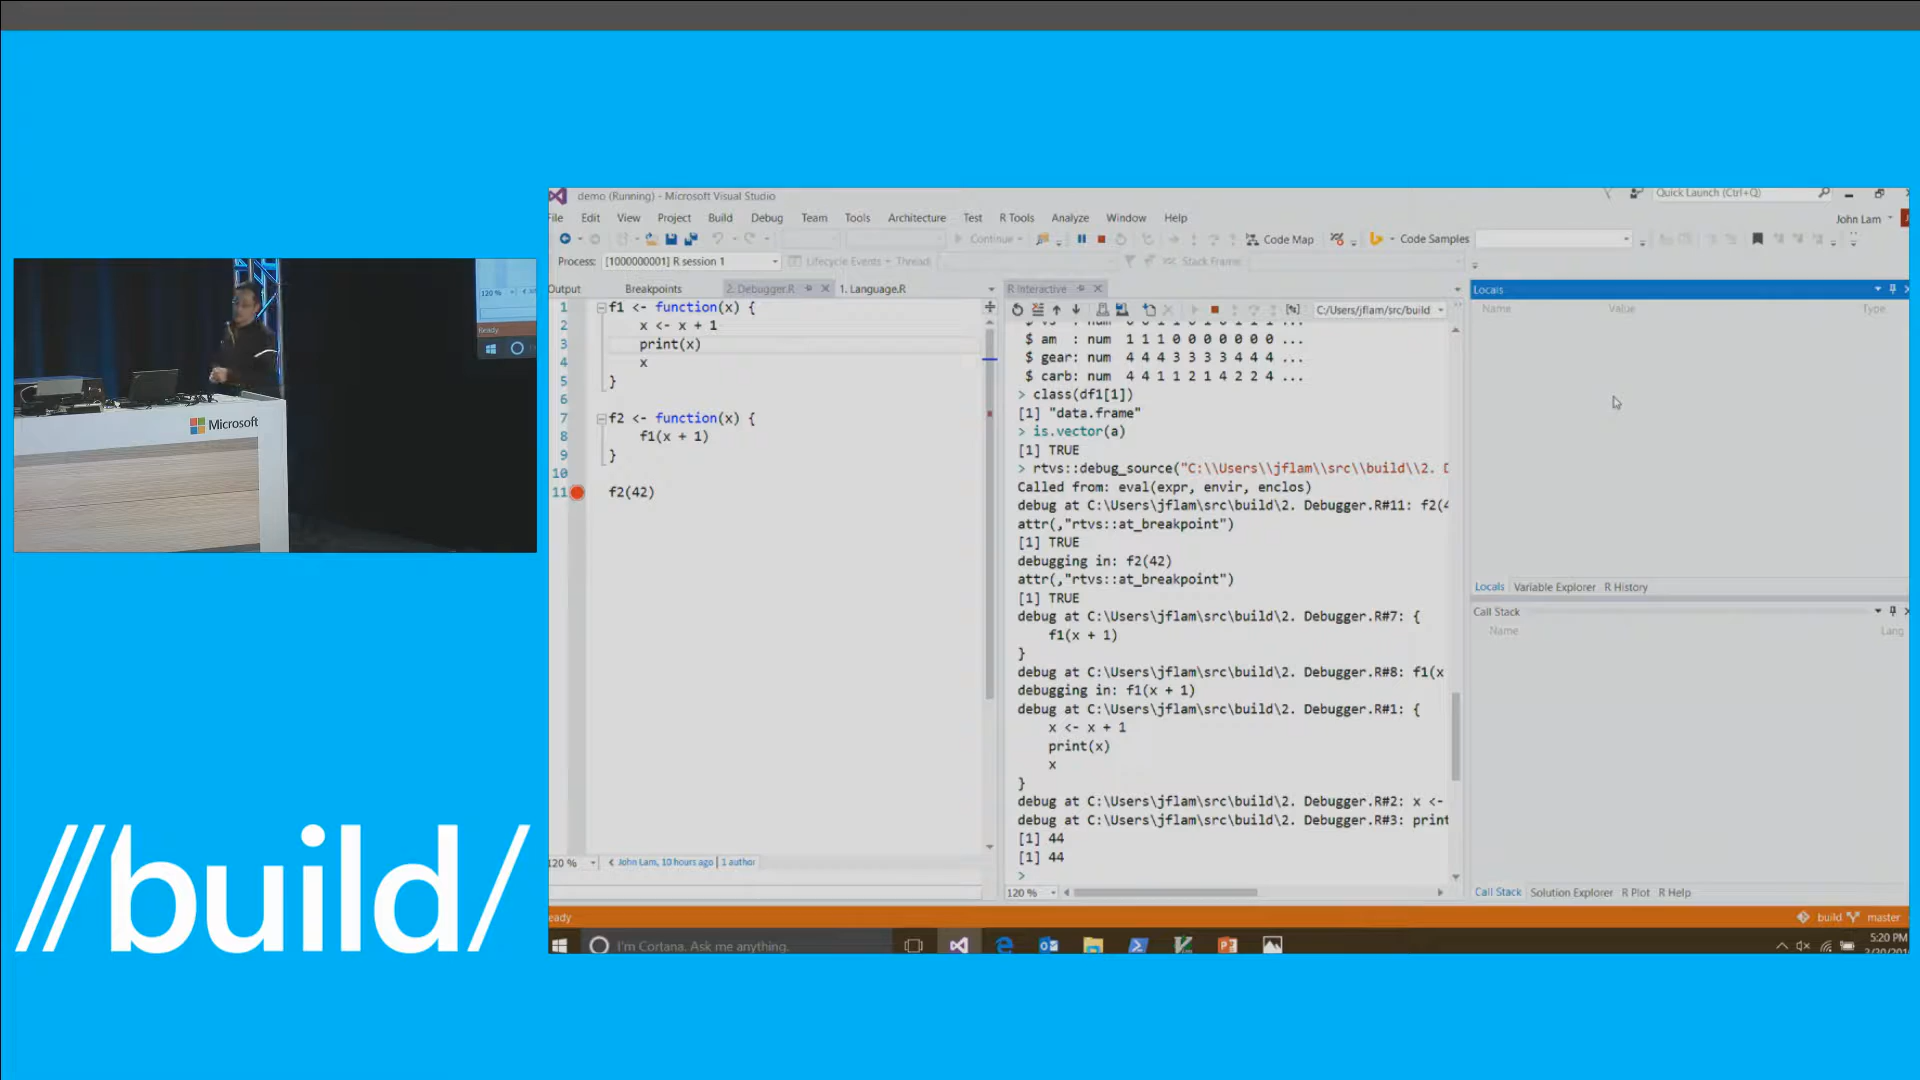 demo (Running) - Microsoft Visual Studio
Quick Launch (Ctrl+Q)
File Edit View Project Build Debug Team Tools Architecture Test R Tools Analyze Window Help
John Lam
Continue
Code Map
Code Samples
Process: [1000000001] R session 1
Lifecycle Events
Thread:
Stack Frame:
Output
Breakpoints
2. Debugger.R
1. Language.R
1 f1 <- function(x) {
2 x <- x + 1
3 print(x)
4 x
5 }
6
7 f2 <- function(x) {
8 f1(x + 1)
9 }
10
11 f2(42)
120 %
John Lam, 10 hours ago | 1 author
R Interactive
C:/Users/jflam/src/build
$ vs : num 0 0 1 1 0 1 0 1 1 1 ...
$ am : num 1 1 1 0 0 0 0 0 0 0 ...
$ gear: num 4 4 4 3 3 3 3 4 4 4 ...
$ carb: num 4 4 1 1 2 1 4 2 2 4 ...
> class(df1[1])
[1] "data.frame"
> is.vector(a)
[1] TRUE
> rtvs::debug_source("C:\\Users\\jflam\\src\\build\\2. D
Called from: eval(expr, envir, enclos)
debug at C:\Users\jflam\src\build\2. Debugger.R#11: f2(4
attr(,"rtvs::at_breakpoint")
[1] TRUE
debugging in: f2(42)
attr(,"rtvs::at_breakpoint")
[1] TRUE
debug at C:\Users\jflam\src\build\2. Debugger.R#7: {
f1(x + 1)
}
debug at C:\Users\jflam\src\build\2. Debugger.R#8: f1(x
debugging in: f1(x + 1)
debug at C:\Users\jflam\src\build\2. Debugger.R#1: {
x <- x + 1
print(x)
x
}
debug at C:\Users\jflam\src\build\2. Debugger.R#2: x <-
debug at C:\Users\jflam\src\build\2. Debugger.R#3: print
[1] 44
[1] 44
>
120 %
Locals
Name Value Type
Locals Variable Explorer R History
Call Stack
Name Lang
Call Stack Solution Explorer R Plot R Help
eady
build master
I'm Cortana. Ask me anything.
5:20 PM
120 %
Ready
Microsoft
//build/